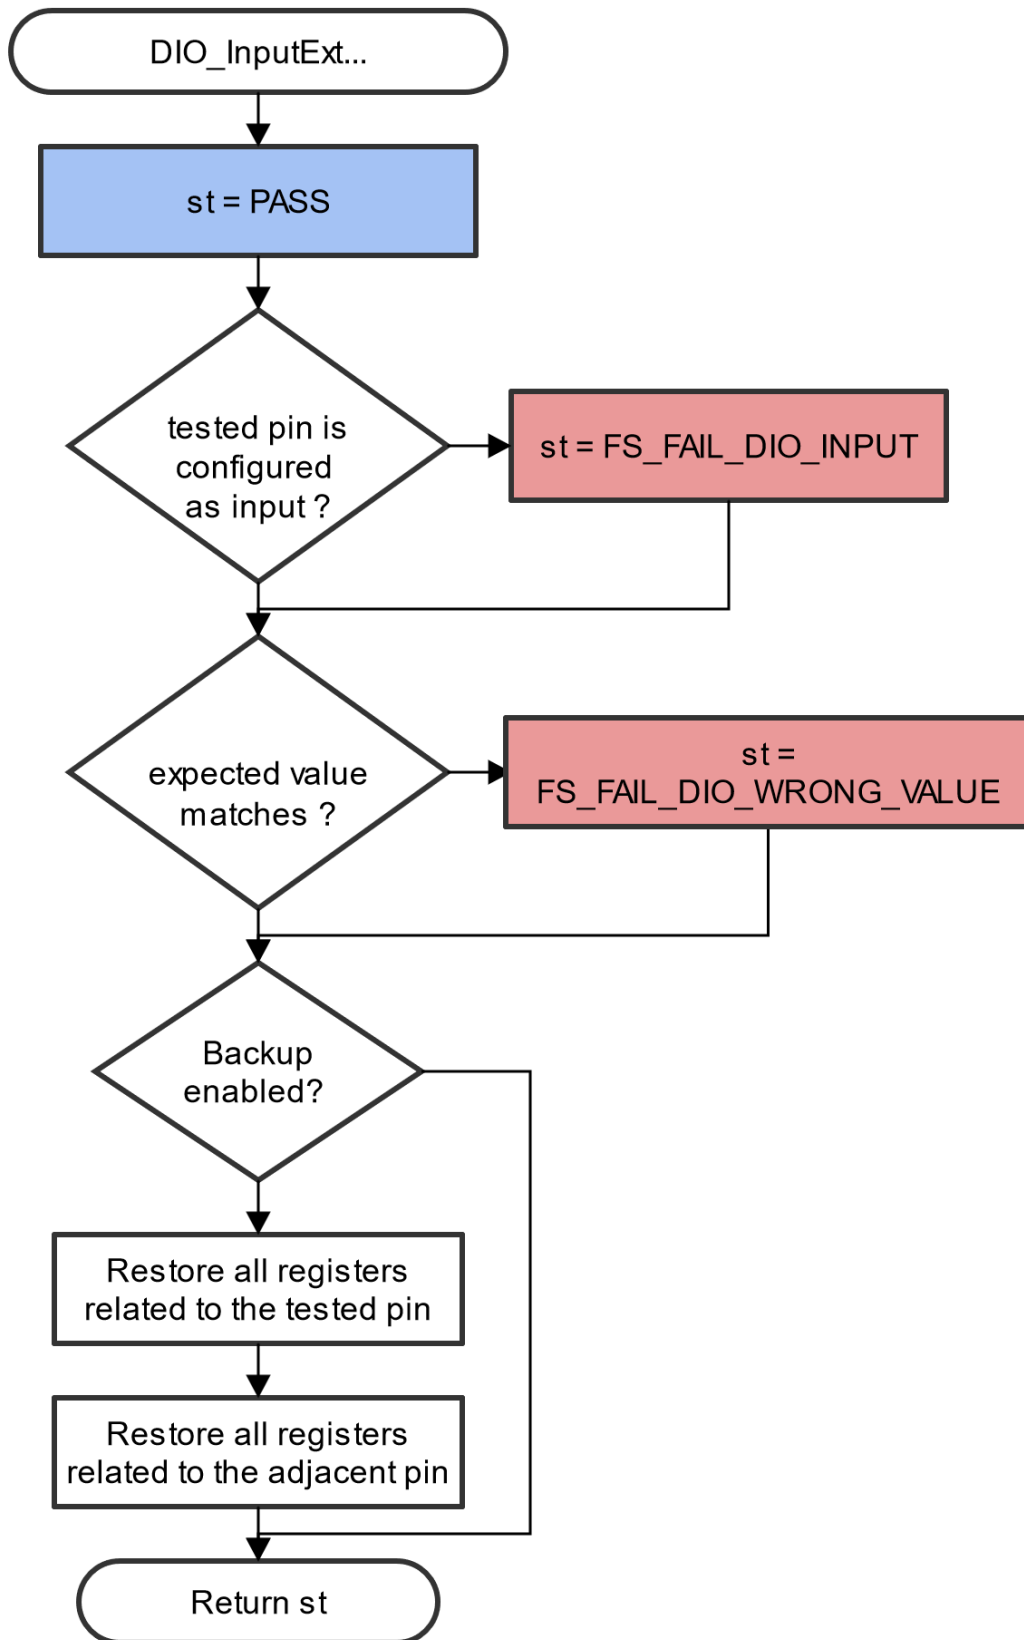 DIO_InputExt...
st = PASS
tested pin is
configured
as input ?
st = FS_FAIL_DIO_INPUT
expected value
matches ?
st =
FS_FAIL_DIO_WRONG_VALUE
Backup
enabled?
Restore all registers
related to the tested pin
Restore all registers
related to the adjacent pin
Return st